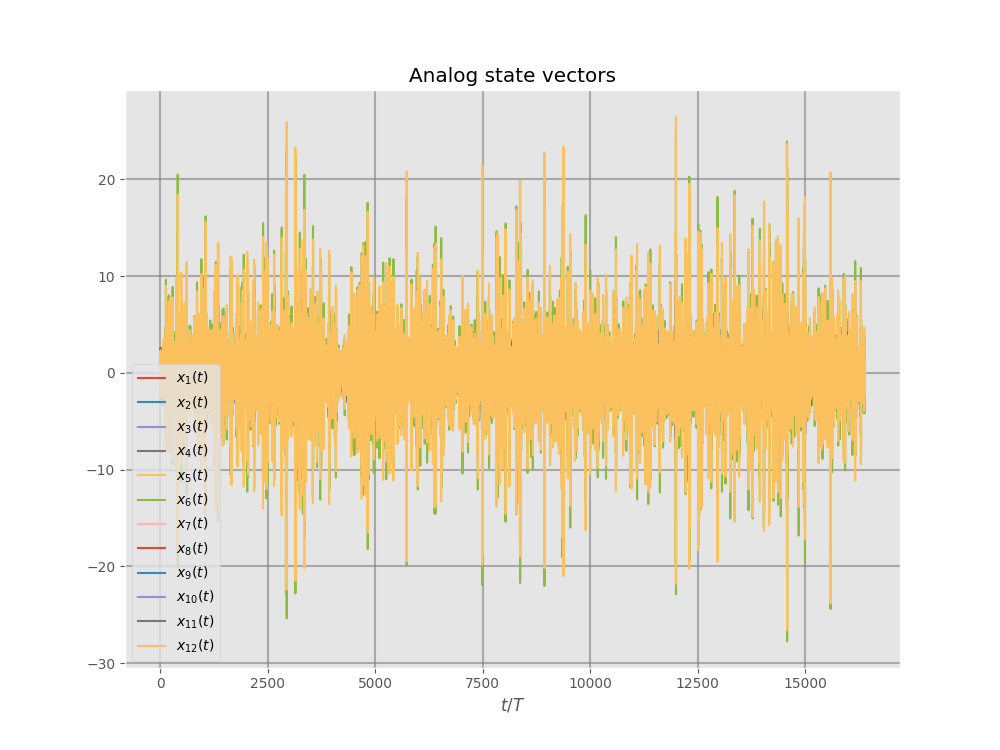 Analog state vectors
20
10
0
−10
−20
−30
x₁(t)
x₂(t)
x₃(t)
x₄(t)
x₅(t)
x₆(t)
x₇(t)
x₈(t)
x₉(t)
x₁₀(t)
x₁₁(t)
x₁₂(t)
0 2500 5000 7500 10000 12500 15000
t/T